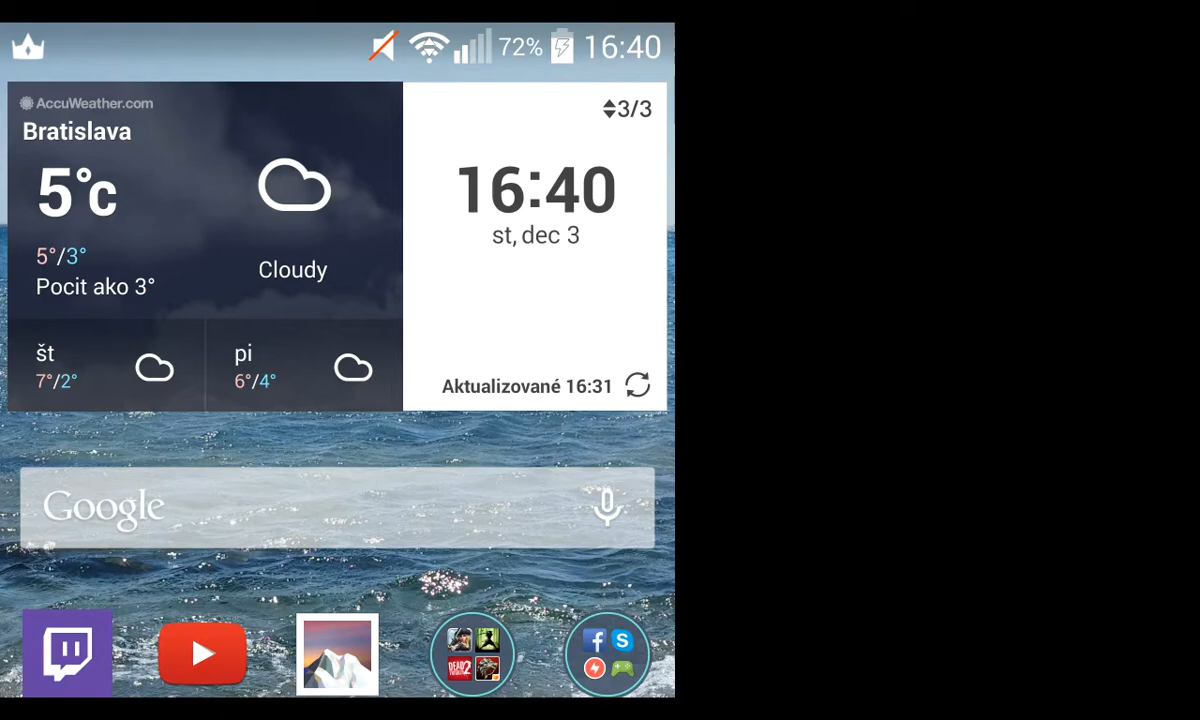 72% 16:40
AccuWeather.com
Bratislava
3/3
5°c
16:40
st, dec 3
5°/3°
Cloudy
Pocit ako 3°
št
7°/2°
pi
6°/4°
Aktualizované 16:31
Google